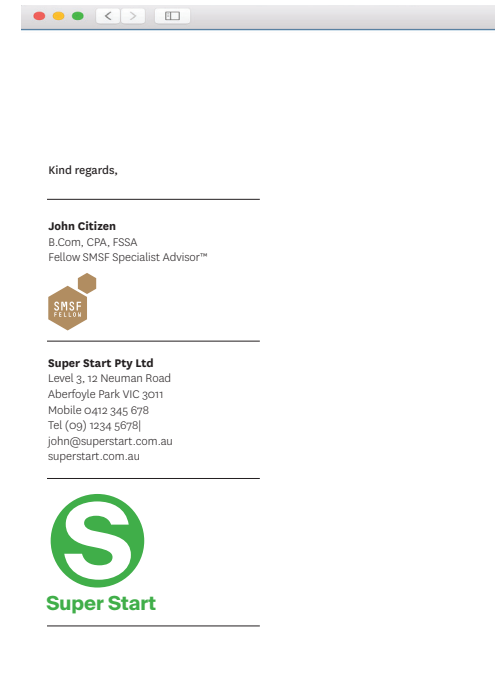 Kind regards,
John Citizen
B.Com, CPA, FSSA
Fellow SMSF Specialist Advisor™
SMSF
FELLOW
Super Start Pty Ltd
Level 3, 12 Neuman Road
Aberfoyle Park VIC 3011
Mobile 0412 345 678
Tel (09) 1234 5678|
john@superstart.com.au
superstart.com.au
S
Super Start